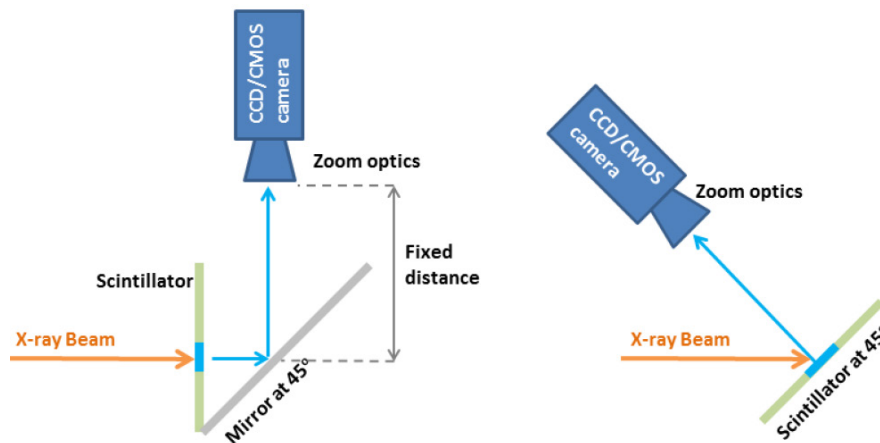 CCD/CMOS
camera
Zoom optics
Fixed
distance
Scintillator
X-ray Beam
Mirror at 45°
CCD/CMOS
camera
Zoom optics
X-ray Beam
Scintillator at 45°